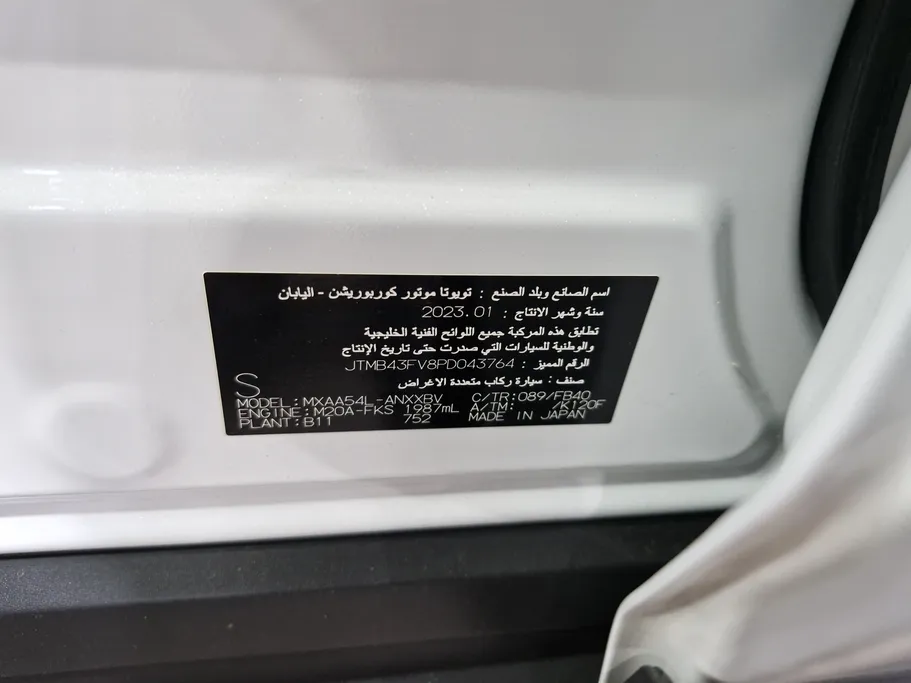 اسم الصانع وبلد الصنع : تويوتا موتور كوربوريشن - اليابان
سنة وشهر الانتاج : 2023.01
تطابق هذه المركبة جميع اللوائح الفنية الخليجية
والوطنية للسيارات التي صدرت حتى تاريخ الإنتاج
الرقم المميز : JTMB43FV8PD043764
صنف : سيارة ركاب متعددة الاغراض
S
MODEL: MXAA54L-ANXXBV C/TR: 089/FB40
ENGINE: M20A-FKS 1987mL A/TM: /K120F
PLANT: B11 752 MADE IN JAPAN